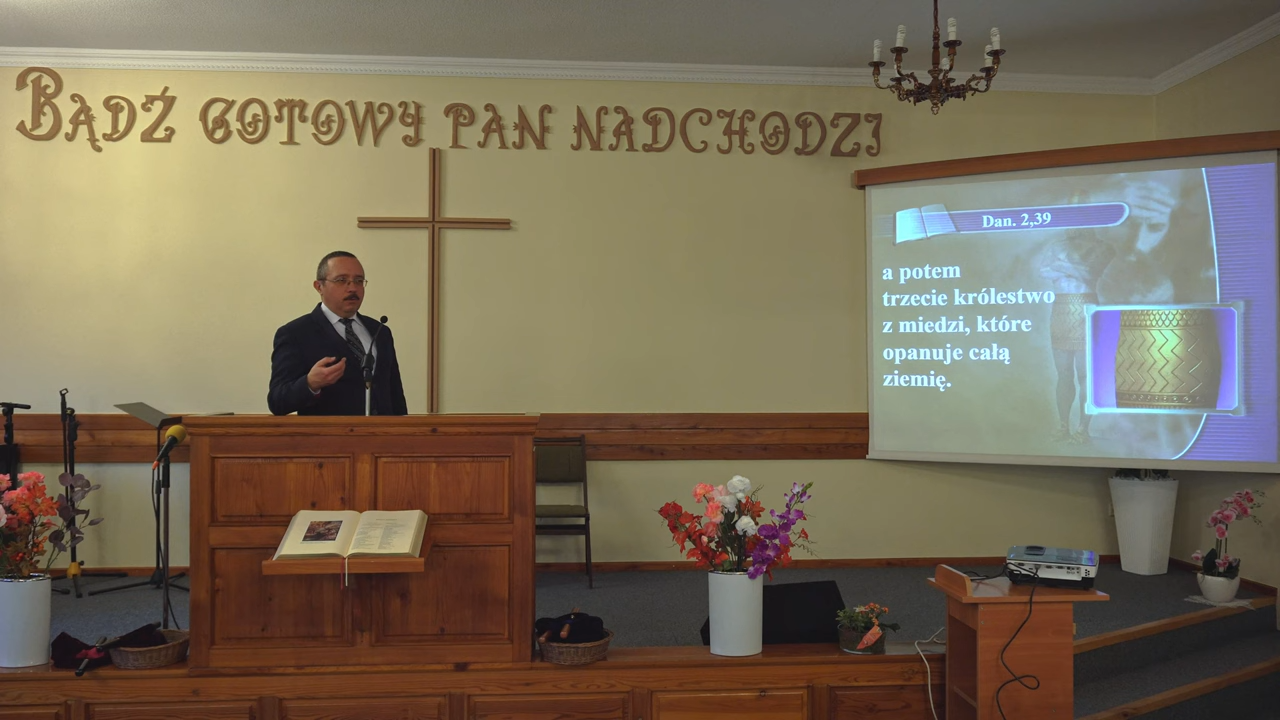 Bądź gotowy Pan nadchodzi
Dan. 2,39
a potem
trzecie królestwo
z miedzi, które
opanuje całą
ziemię.